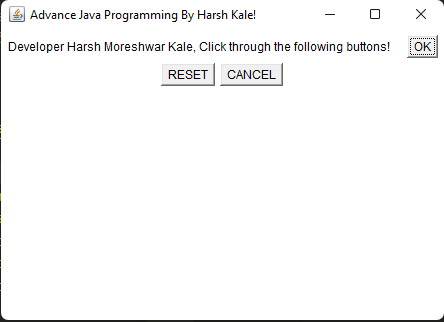 Advance Java Programming By Harsh Kale!
Developer Harsh Moreshwar Kale, Click through the following buttons! OK
RESET CANCEL